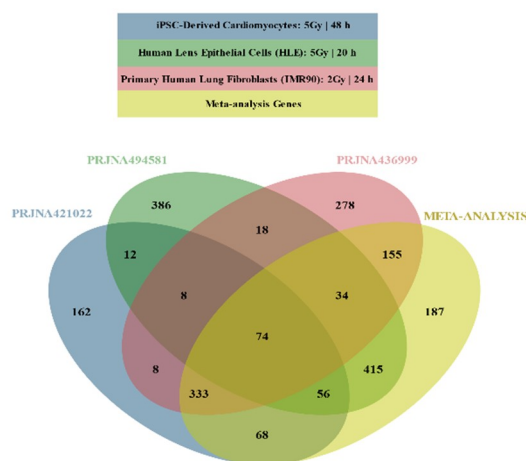 iPSC-Derived Cardiomyocytes: 5Gy | 48 h
Human Lens Epithelial Cells (HLE): 5Gy | 20 h
Primary Human Lung Fibroblasts (IMR90): 2Gy | 24 h
Meta-analysis Genes
PRJNA494581
PRJNA436999
PRJNA421022
META-ANALYSIS
386
278
18
12
155
8
34
162
187
74
8
415
333
56
68